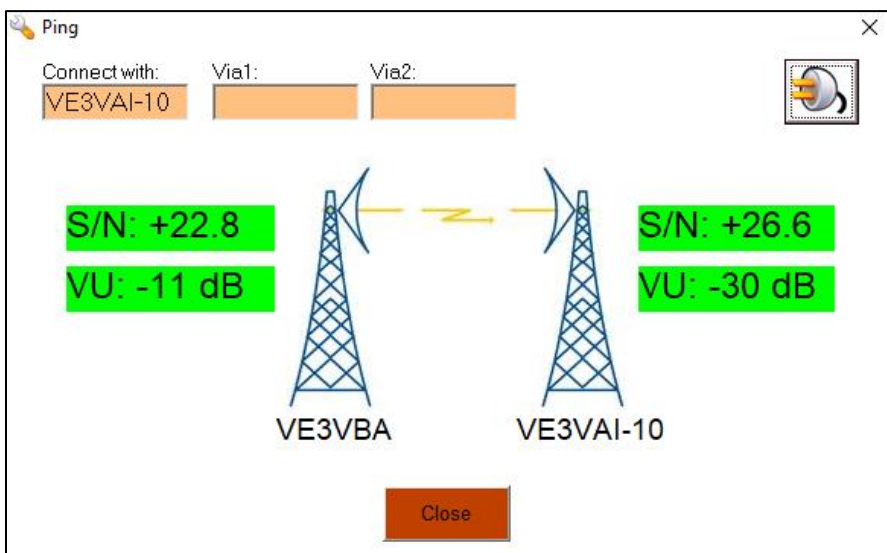 Ping
Connect with: Via1: Via2:
VE3VAI-10
S/N: +22.8 S/N: +26.6
VU: -11 dB VU: -30 dB
VE3VBA VE3VAI-10
Close